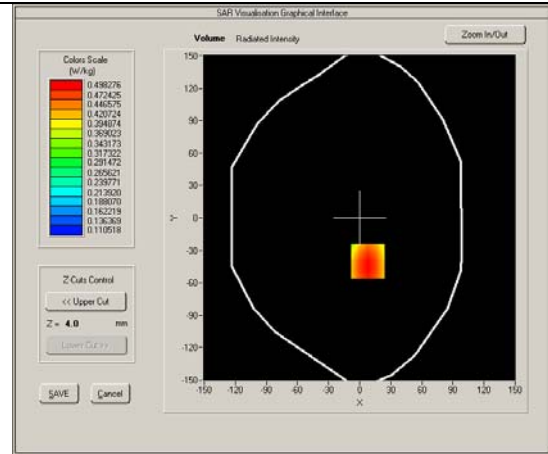 SAR Visualisation Graphical Interface
Volume Radiated Intensity
Zoom In/Out
Colors Scale
(W/kg)
0.498276
0.472425
0.446575
0.420724
0.394874
0.369023
0.343173
0.317322
0.291472
0.265621
0.239771
0.213920
0.188070
0.162219
0.136369
0.110518
Z-Cuts Control
<< Upper Cut
Z = 4.0 mm
Lower Cut >>
SAVE
Cancel
150
120
90
60
30
0
-30
-60
-90
-120
-150
Y
-150 -120 -90 -60 -30 0 30 60 90 120 150
X